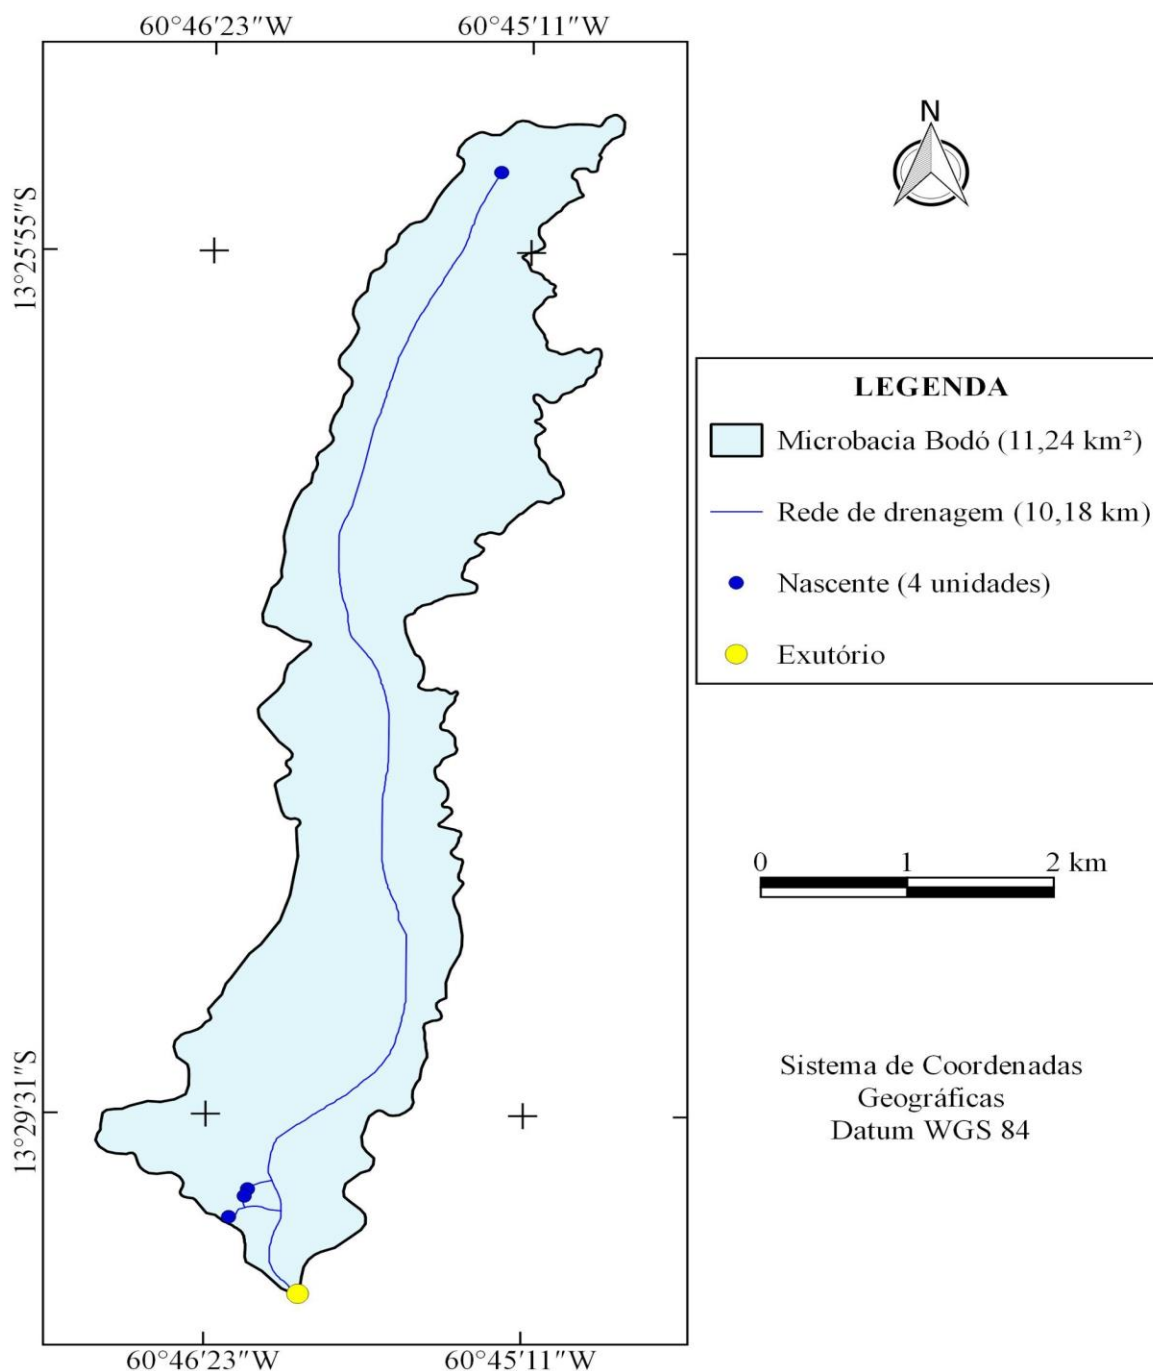 60°46'23"W 60°45'11"W
N
13°25'55"S
LEGENDA
Microbacia Bodó (11,24 km²)
Rede de drenagem (10,18 km)
Nascente (4 unidades)
Exutório
0 1 2 km
13°29'31"S
Sistema de Coordenadas
Geográficas
Datum WGS 84
60°46'23"W 60°45'11"W